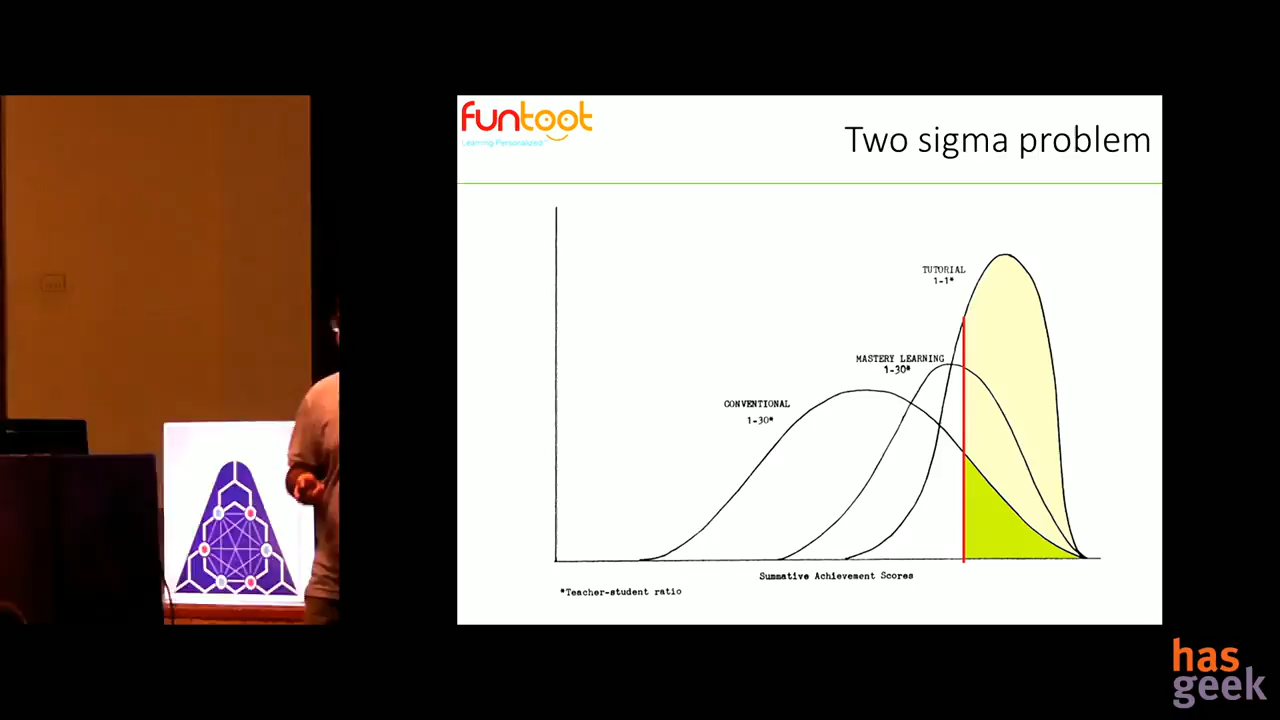 funtoot
Learning Personalized
Two sigma problem
TUTORIAL
1-1*
MASTERY LEARNING
1-30*
CONVENTIONAL
1-30*
Summative Achievement Scores
*Teacher-student ratio
has
geek